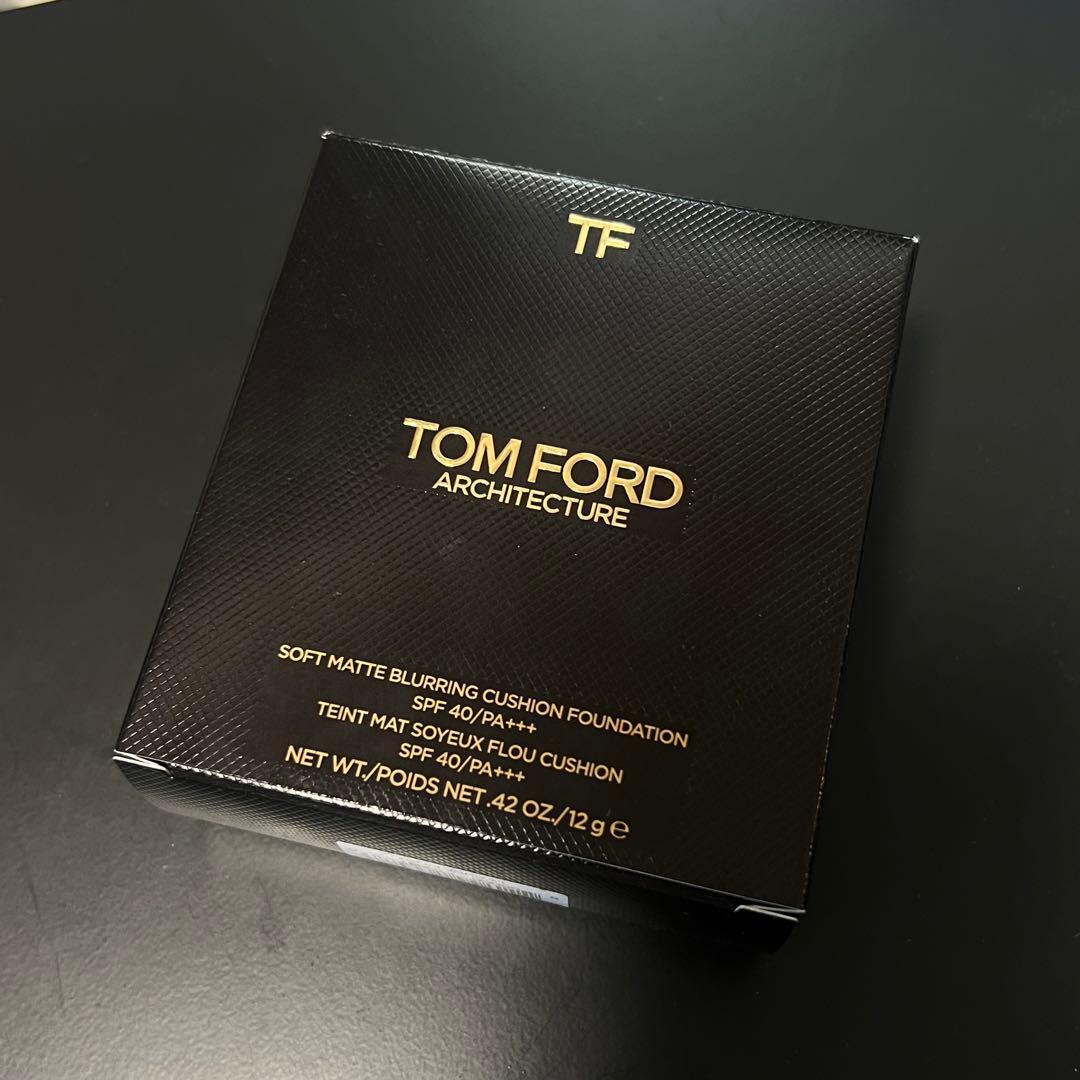 TF
TOM FORD
ARCHITECTURE
SOFT MATTE BLURRING CUSHION FOUNDATION
SPF 40/PA+++
TEINT MAT SOYEUX FLOU CUSHION
SPF 40/PA+++
NET WT./POIDS NET .42 OZ./12 g e